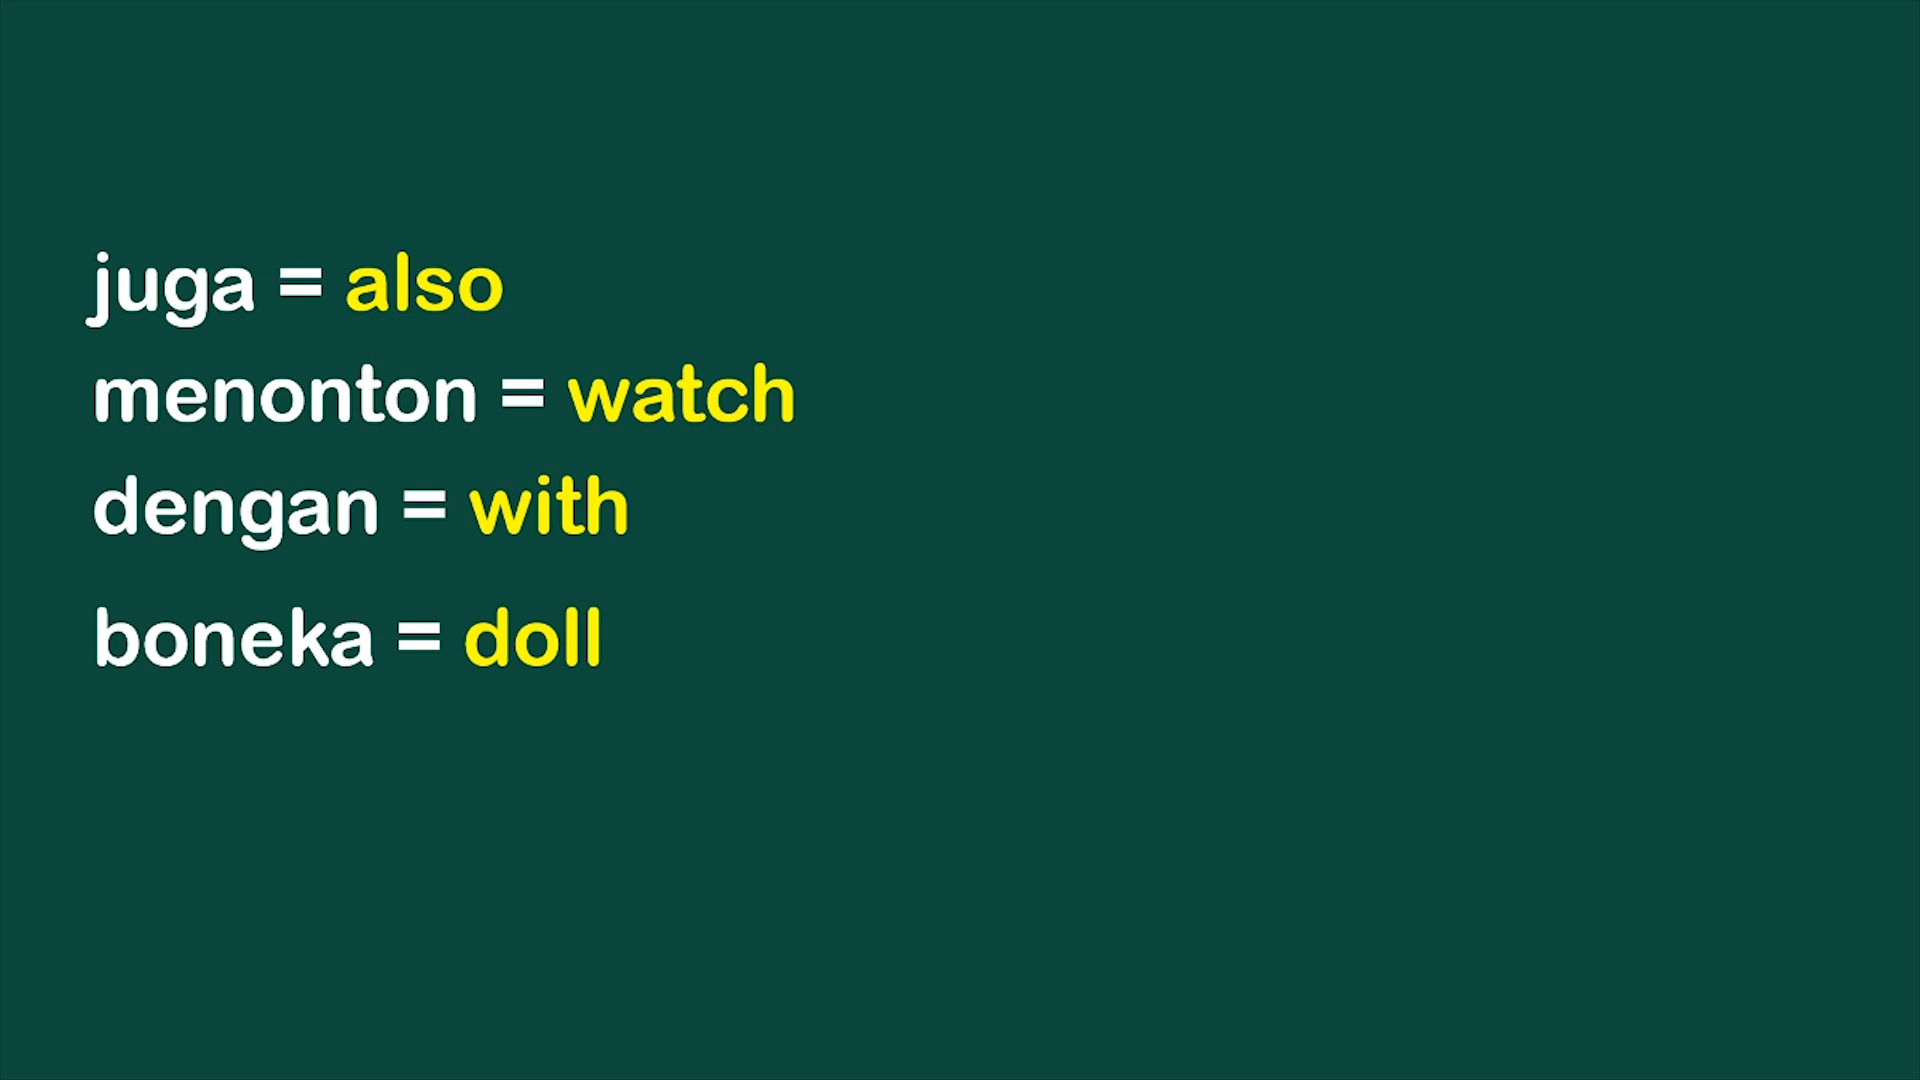 juga = also
menonton = watch
dengan = with
boneka = doll